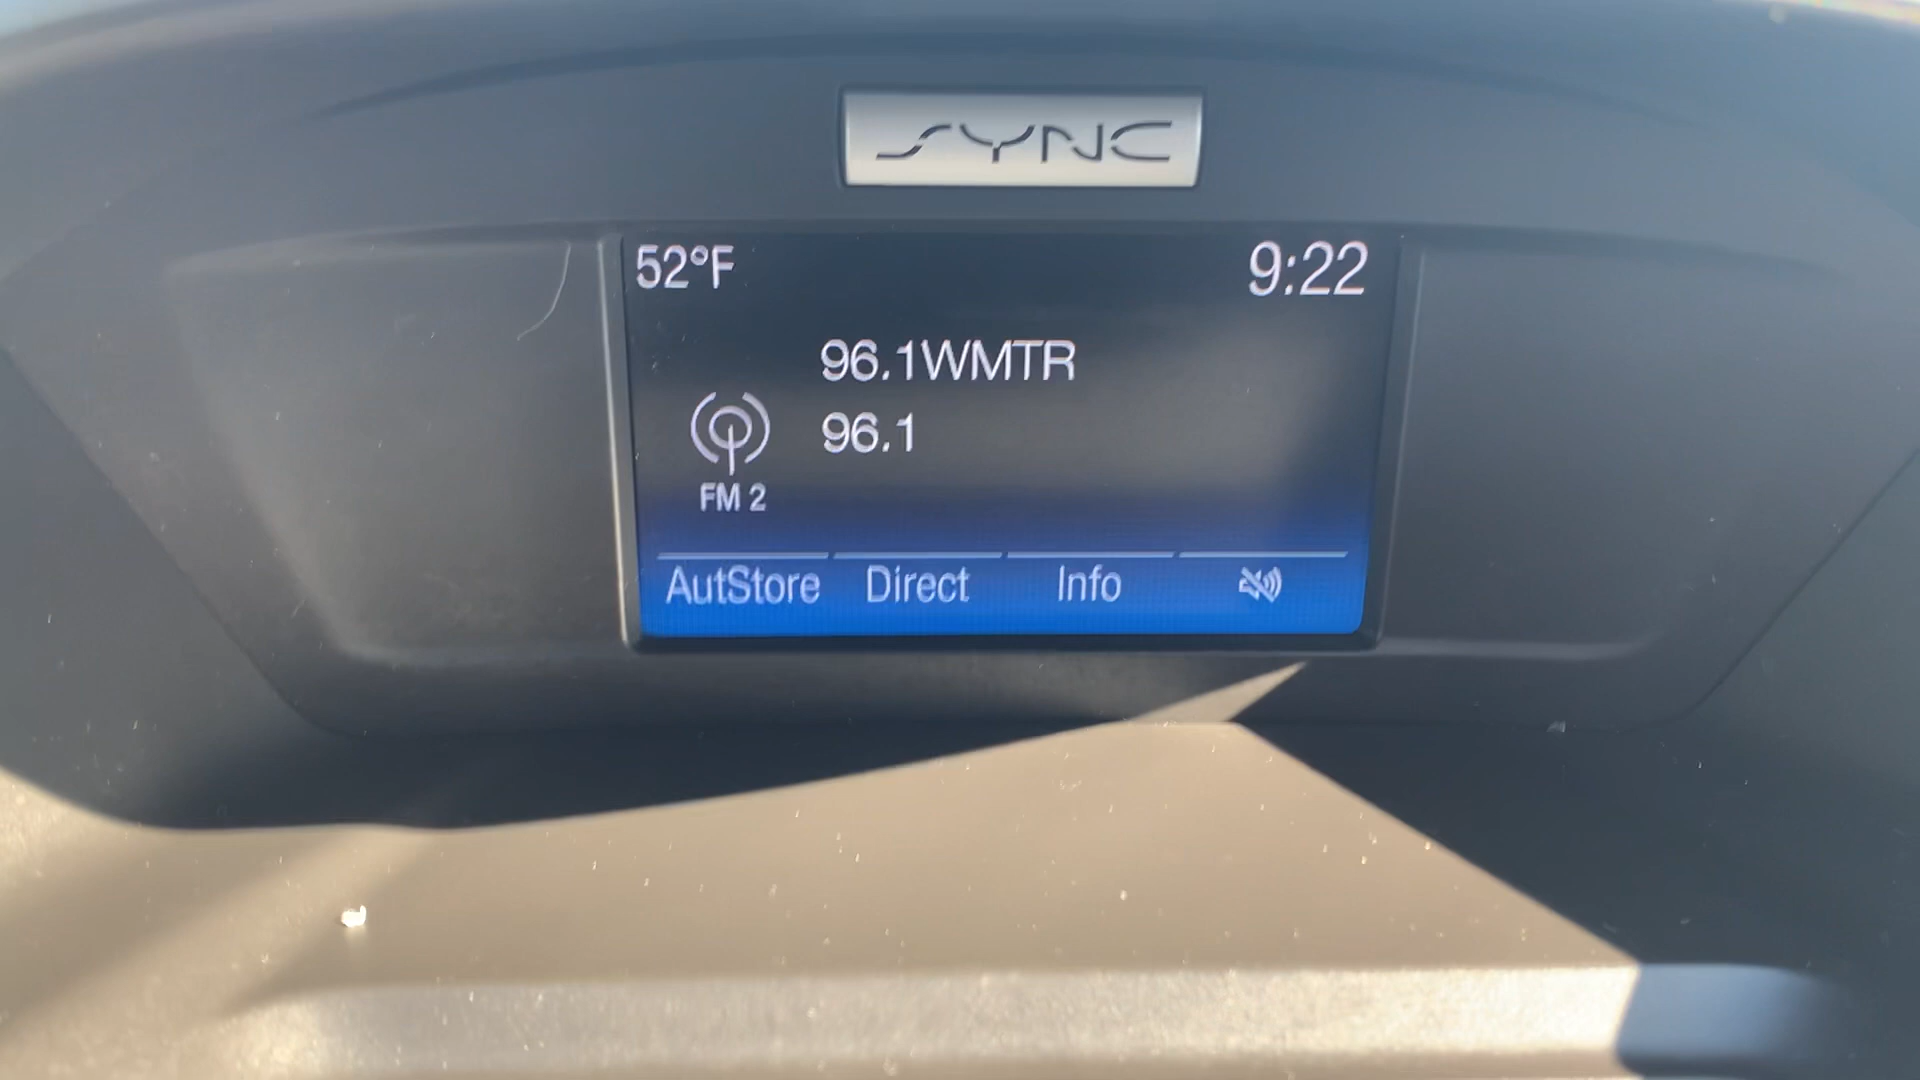 SYNC
52°F 9:22
96.1WMTR
96.1
FM 2
AutStore Direct Info